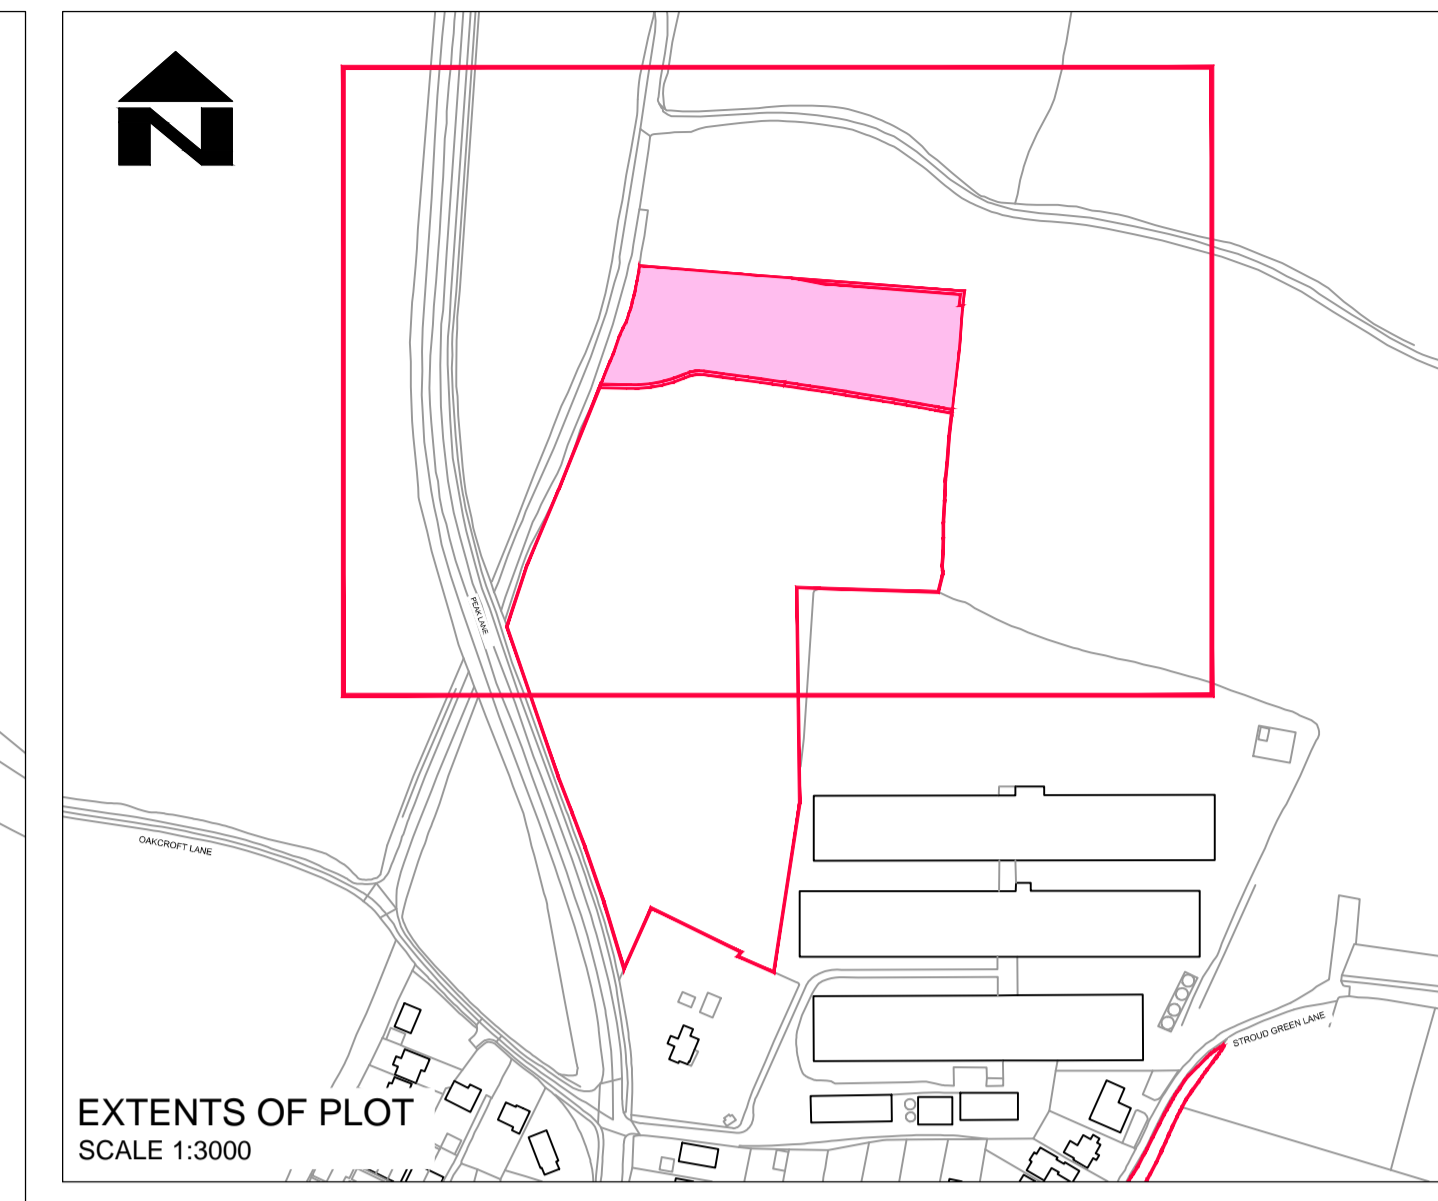 N
PEAK LANE
OAKCROFT LANE
STROUD GREEN LANE
EXTENTS OF PLOT
SCALE 1:3000